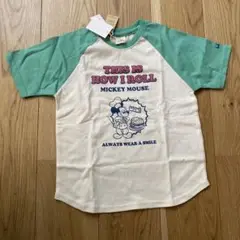 THIS IS
HOW I ROLL
MICKEY MOUSE
ALWAYS WEAR A SMILE